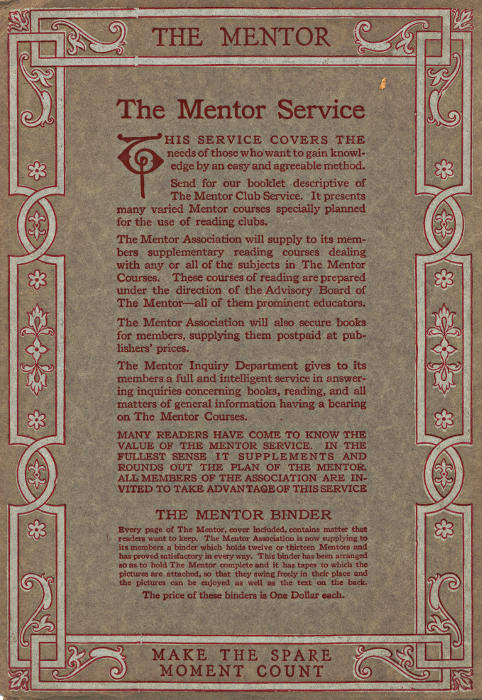 THE MENTOR
The Mentor Service
THIS SERVICE COVERS THE
needs of those who want to gain knowl-
edge by an easy and agreeable method.
Send for our booklet descriptive of
The Mentor Club Service. It presents
many varied Mentor courses specially planned
for the use of reading clubs.
The Mentor Association will supply to its mem-
bers supplementary reading courses dealing
with any or all of the subjects in The Mentor
Courses. These courses of reading are prepared
under the direction of the Advisory Board of
The Mentor—all of them prominent educators.
The Mentor Association will also secure books
for members, supplying them postpaid at pub-
lishers' prices.
The Mentor Inquiry Department gives to its
members a full and intelligent service in answer-
ing inquiries concerning books, reading, and all
matters of general information having a bearing
on The Mentor Courses.
MANY READERS HAVE COME TO KNOW THE
VALUE OF THE MENTOR SERVICE. IN THE
FULLEST SENSE IT SUPPLEMENTS AND
ROUNDS OUT THE PLAN OF THE MENTOR.
ALL MEMBERS OF THE ASSOCIATION ARE IN-
VITED TO TAKE ADVANTAGE OF THIS SERVICE
THE MENTOR BINDER
Every page of The Mentor, cover included, contains matter that
readers want to keep. The Mentor Association is now supplying to
its members a binder which holds twelve or thirteen Mentors and
has proved satisfactory in every way. This binder has been arranged
so as to hold The Mentor complete and it has tapes to which the
pictures are attached, so that they swing freely in their place and
the pictures can be enjoyed as well as the text on the back.
The price of these binders is One Dollar each.
MAKE THE SPARE
MOMENT COUNT